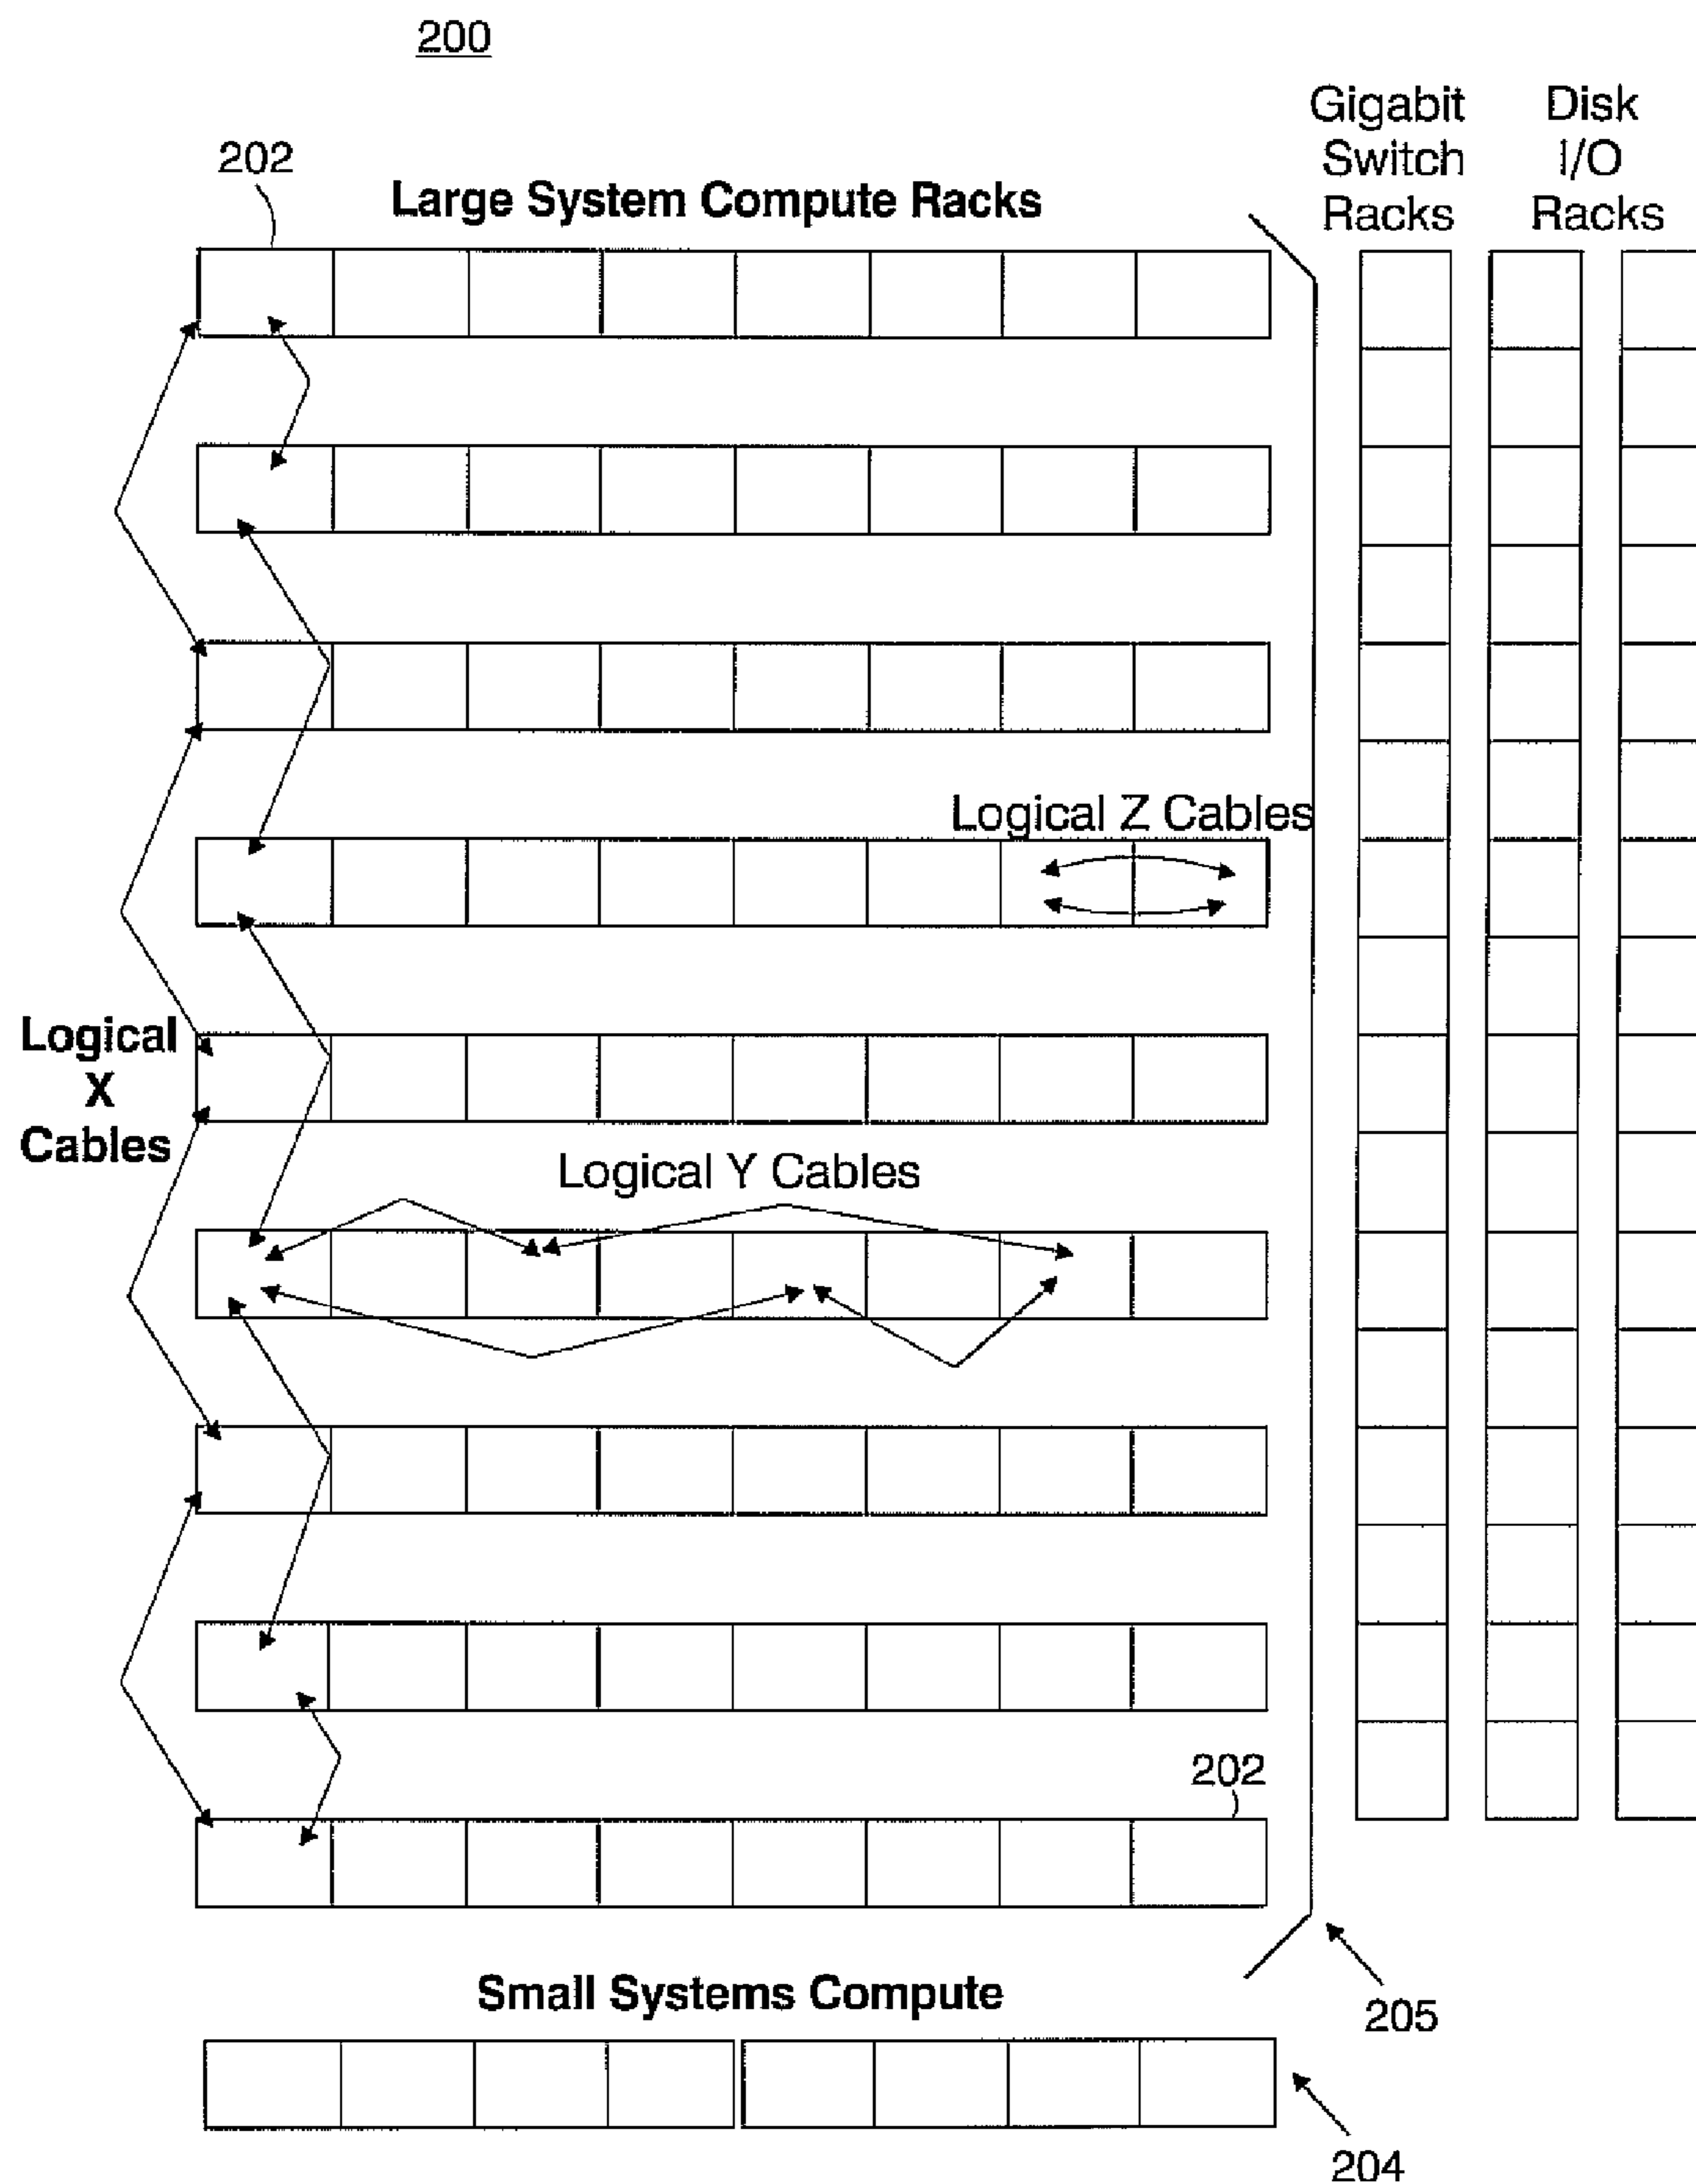 200
Gigabit
Switch
Racks
Disk
I/O
Racks
202
Large System Compute Racks
Logical Z Cables
Logical
X
Cables
Logical Y Cables
202
205
Small Systems Compute
204